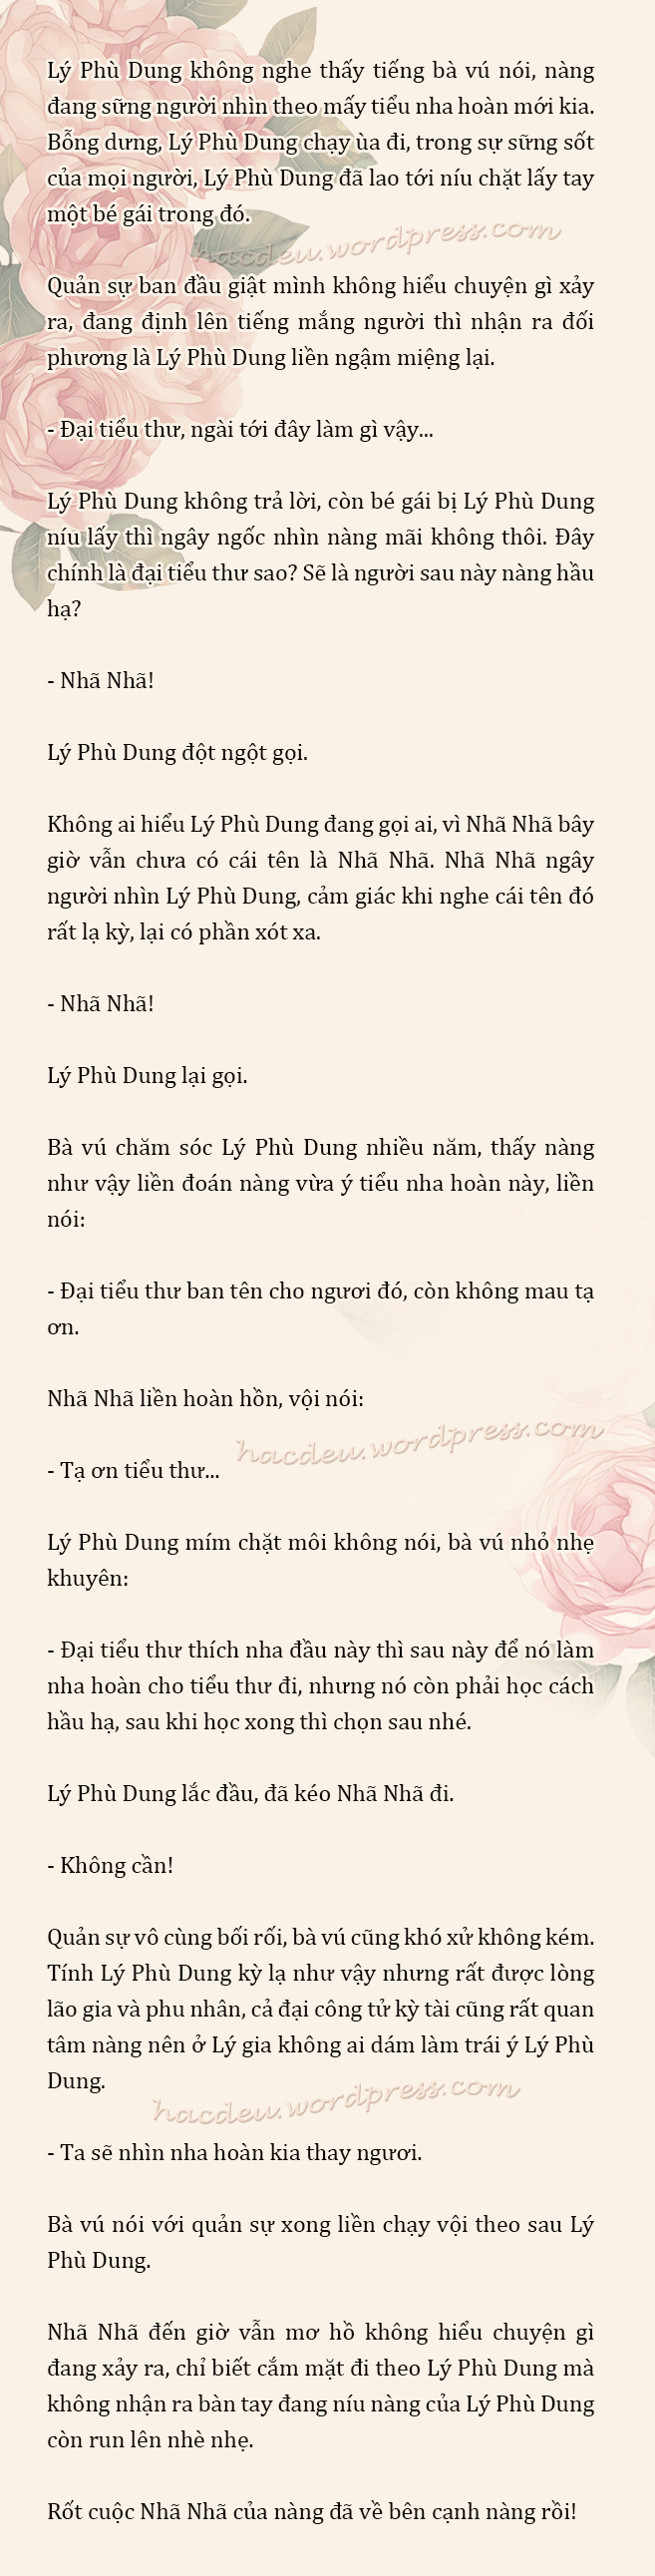 Lý Phù Dung không nghe thấy tiếng bà vú nói, nàng
đang sững người nhìn theo mấy tiểu nha hoàn mới kia.
Bỗng dưng, Lý Phù Dung chạy ùa đi, trong sự sững sốt
của mọi người, Lý Phù Dung đã lao tới níu chặt lấy tay
một bé gái trong đó.
hacdeu.wordpress.com
Quản sự ban đầu giật mình không hiểu chuyện gì xảy
ra, đang định lên tiếng mắng người thì nhận ra đối
phương là Lý Phù Dung liền ngậm miệng lại.
- Đại tiểu thư, ngài tới đây làm gì vậy...
Lý Phù Dung không trả lời, còn bé gái bị Lý Phù Dung
níu lấy thì ngây ngốc nhìn nàng mãi không thôi. Đây
chính là đại tiểu thư sao? Sẽ là người sau này nàng hầu
hạ?
- Nhã Nhã!
Lý Phù Dung đột ngột gọi.
Không ai hiểu Lý Phù Dung đang gọi ai, vì Nhã Nhã bây
giờ vẫn chưa có cái tên là Nhã Nhã. Nhã Nhã ngây
người nhìn Lý Phù Dung, cảm giác khi nghe cái tên đó
rất lạ kỳ, lại có phần xót xa.
- Nhã Nhã!
Lý Phù Dung lại gọi.
Bà vú chăm sóc Lý Phù Dung nhiều năm, thấy nàng
như vậy liền đoán nàng vừa ý tiểu nha hoàn này, liền
nói:
- Đại tiểu thư ban tên cho ngươi đó, còn không mau tạ
ơn.
Nhã Nhã liền hoàn hồn, vội nói:
hacdeu.wordpress.com
- Tạ ơn tiểu thư...
Lý Phù Dung mím chặt môi không nói, bà vú nhỏ nhẹ
khuyên:
- Đại tiểu thư thích nha đầu này thì sau này để nó làm
nha hoàn cho tiểu thư đi, nhưng nó còn phải học cách
hầu hạ, sau khi học xong thì chọn sau nhé.
Lý Phù Dung lắc đầu, đã kéo Nhã Nhã đi.
- Không cần!
Quản sự vô cùng bối rối, bà vú cũng khó xử không kém.
Tính Lý Phù Dung kỳ lạ như vậy nhưng rất được lòng
lão gia và phu nhân, cả đại công tử kỳ tài cũng rất quan
tâm nàng nên ở Lý gia không ai dám làm trái ý Lý Phù
Dung.
hacdeu.wordpress.com
- Ta sẽ nhìn nha hoàn kia thay ngươi.
Bà vú nói với quản sự xong liền chạy vội theo sau Lý
Phù Dung.
Nhã Nhã đến giờ vẫn mơ hồ không hiểu chuyện gì
đang xảy ra, chỉ biết cắm mặt đi theo Lý Phù Dung mà
không nhận ra bàn tay đang níu nàng của Lý Phù Dung
còn run lên nhè nhẹ.
Rốt cuộc Nhã Nhã của nàng đã về bên cạnh nàng rồi!